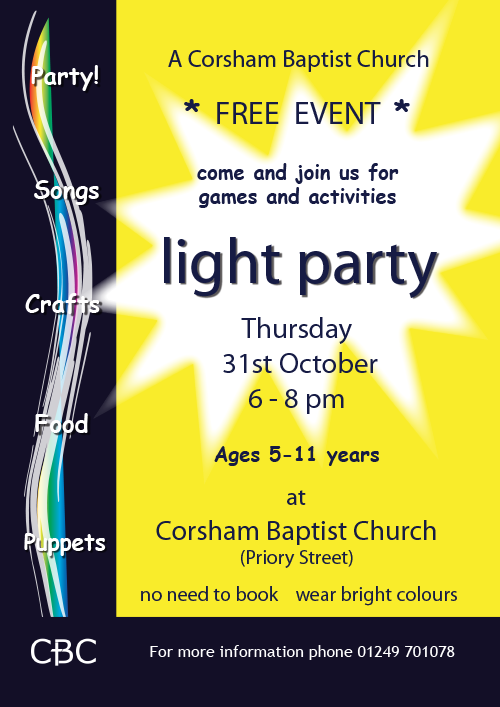 Party!
Songs
Crafts
Food
Puppets
A Corsham Baptist Church
* FREE EVENT *
come and join us for
games and activities
light party
Thursday
31st October
6 - 8 pm
Ages 5-11 years
at
Corsham Baptist Church
(Priory Street)
no need to book wear bright colours
CBC
For more information phone 01249 701078